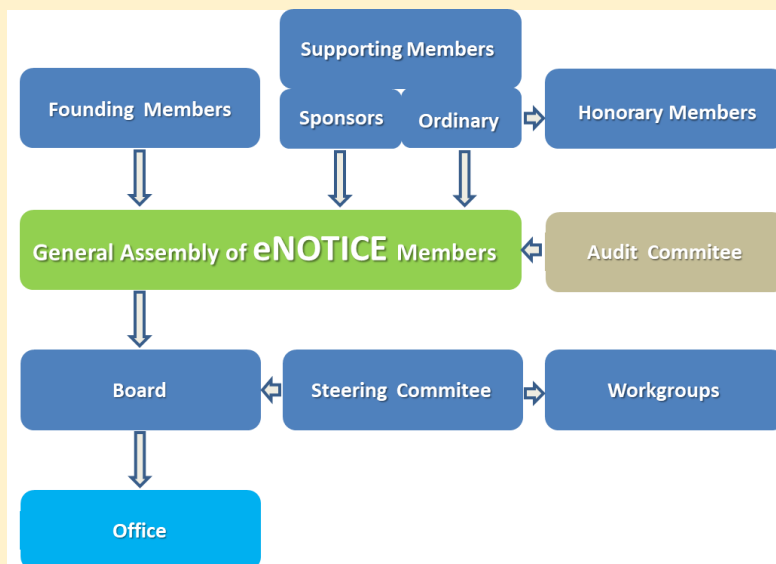 Supporting Members
Founding Members
Sponsors
Ordinary
Honorary Members
General Assembly of eNOTICE Members
Audit Commitee
Board
Steering Commitee
Workgroups
Office